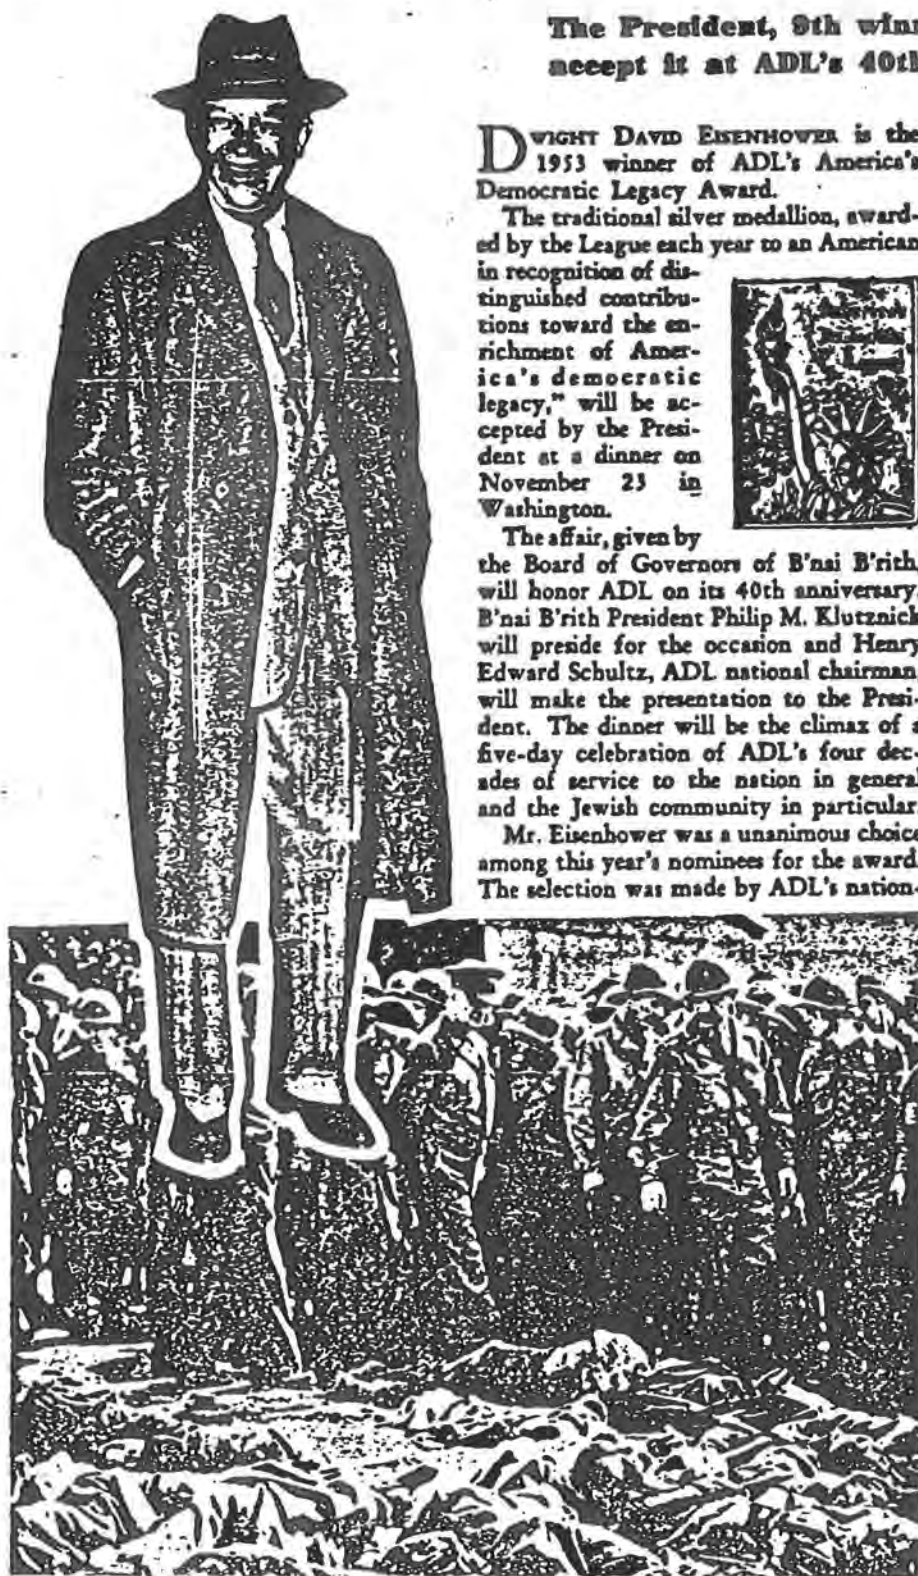 The President, 9th winn
accept it at ADL's 40th
DWIGHT DAVID EISENHOWER is the
1953 winner of ADL's America's
Democratic Legacy Award.
The traditional silver medallion, award-
ed by the League each year to an American
in recognition of dis-
tinguished contribu-
tions toward the en-
richment of Amer-
ica's democratic
legacy," will be ac-
cepted by the Presi-
dent at a dinner on
November 23 in
Washington.
The affair, given by
the Board of Governors of B'nai B'rith,
will honor ADL on its 40th anniversary.
B'nai B'rith President Philip M. Klutznick
will preside for the occasion and Henry
Edward Schultz, ADL national chairman,
will make the presentation to the Presi-
dent. The dinner will be the climax of a
five-day celebration of ADL's four dec-
ades of service to the nation in general
and the Jewish community in particular
Mr. Eisenhower was a unanimous choice
among this year's nominees for the award.
The selection was made by ADL's nation-